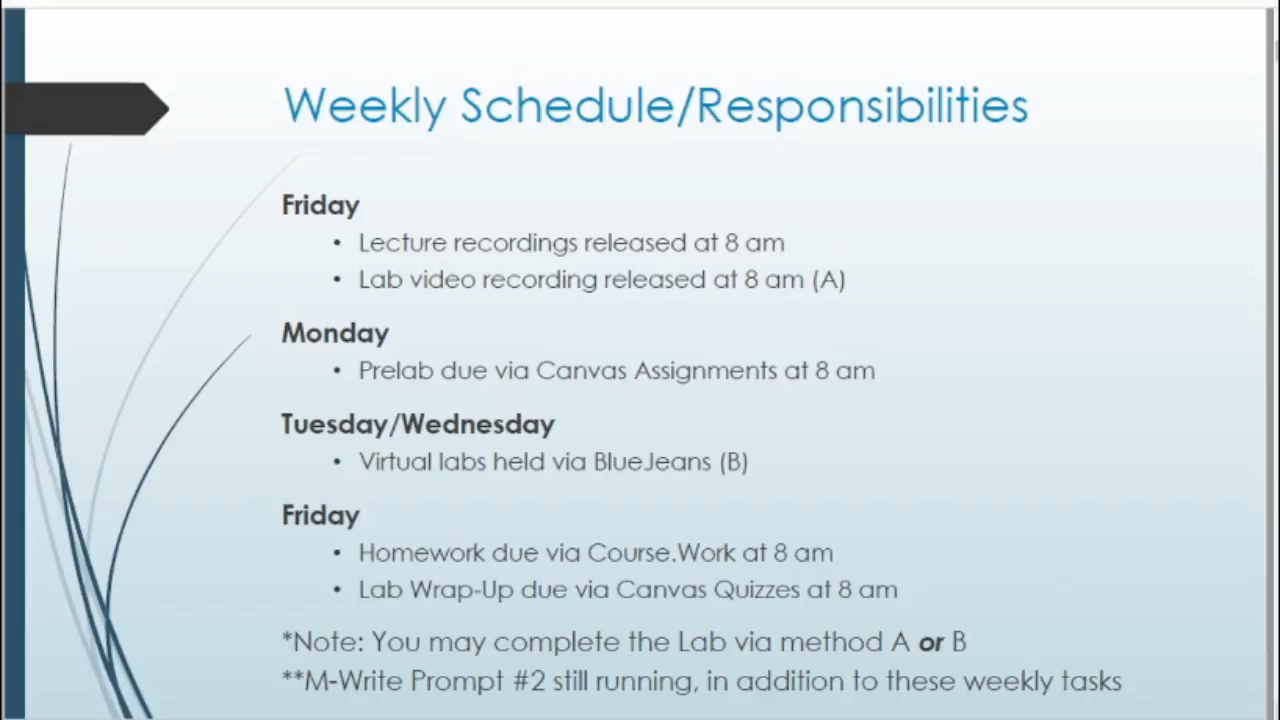 Weekly Schedule/Responsibilities
Friday
• Lecture recordings released at 8 am
• Lab video recording released at 8 am (A)
Monday
• Prelab due via Canvas Assignments at 8 am
Tuesday/Wednesday
• Virtual labs held via BlueJeans (B)
Friday
• Homework due via Course.Work at 8 am
• Lab Wrap-Up due via Canvas Quizzes at 8 am
*Note: You may complete the Lab via method A or B
**M-Write Prompt #2 still running, in addition to these weekly tasks